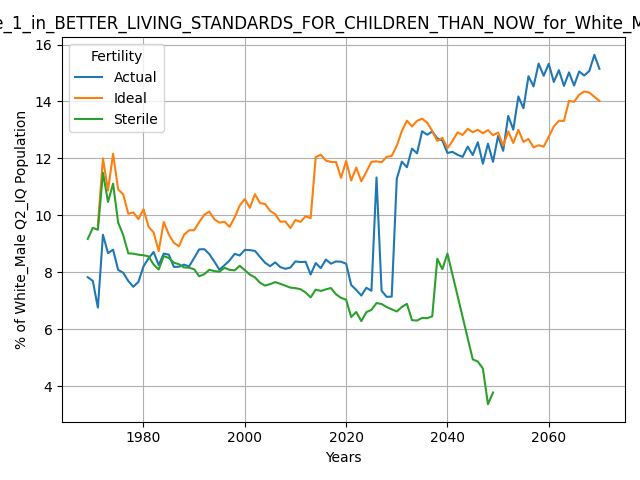 e_1_in_BETTER_LIVING_STANDARDS_FOR_CHILDREN_THAN_NOW_for_White_M
Fertility
Actual
Ideal
Sterile
% of White_Male Q2_IQ Population
16
14
12
10
8
6
4
1980
2000
2020
2040
2060
Years